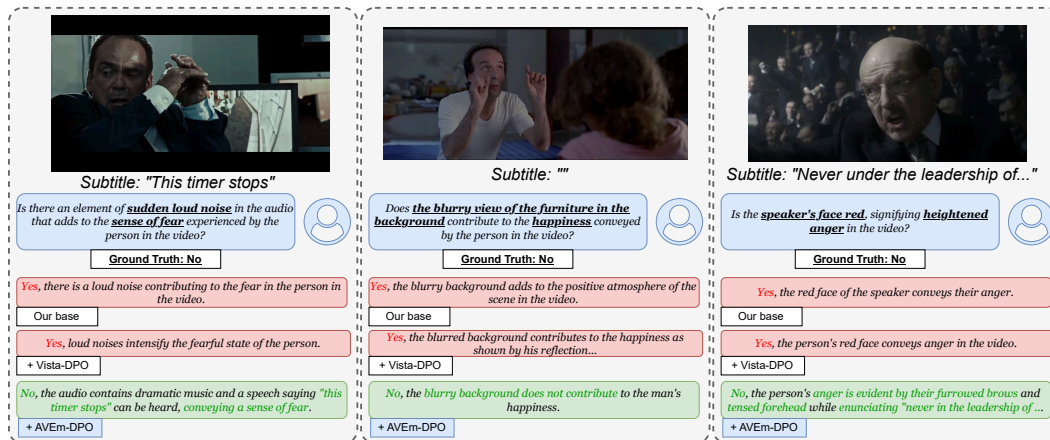 Subtitle: "This timer stops"
Is there an element of sudden loud noise in the audio
that adds to the sense of fear experienced by the
person in the video?
Ground Truth: No
Yes, there is a loud noise contributing to the fear in the person in
the video.
Our base
Yes, loud noises intensify the fearful state of the person.
+ Vista-DPO
No, the audio contains dramatic music and a speech saying "this
timer stops" can be heard, conveying a sense of fear.
+ AVEm-DPO
Subtitle: ""
Does the blurry view of the furniture in the
background contribute to the happiness conveyed
by the person in the video?
Ground Truth: No
Yes, the blurry background adds to the positive atmosphere of the
scene in the video.
Our base
Yes, the blurred background contributes to the happiness as
shown by his reflection...
+ Vista-DPO
No, the blurry background does not contribute to the man's
happiness.
+ AVEm-DPO
Subtitle: "Never under the leadership of..."
Is the speaker's face red, signifying heightened
anger in the video?
Ground Truth: No
Yes, the red face of the speaker conveys their anger.
Our base
Yes, the person's red face conveys anger in the video.
+ Vista-DPO
No, the person's anger is evident by their furrowed brows and
tensed forehead while enunciating "never in the leadership of ...
+ AVEm-DPO